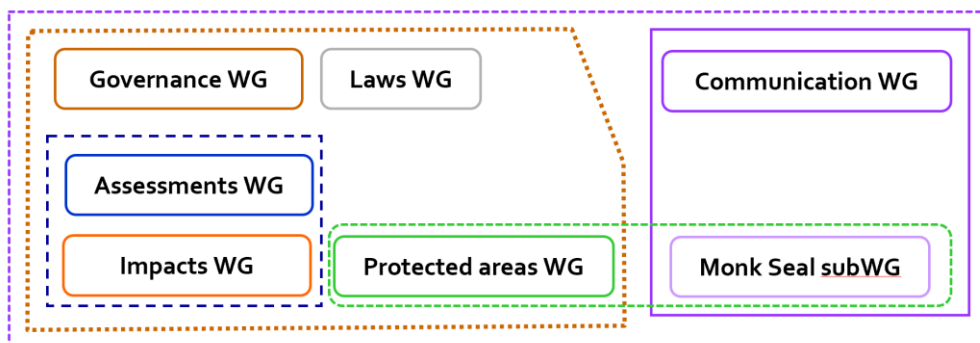 Governance WG
Laws WG
Communication WG
Assessments WG
Impacts WG
Protected areas WG
Monk Seal subWG